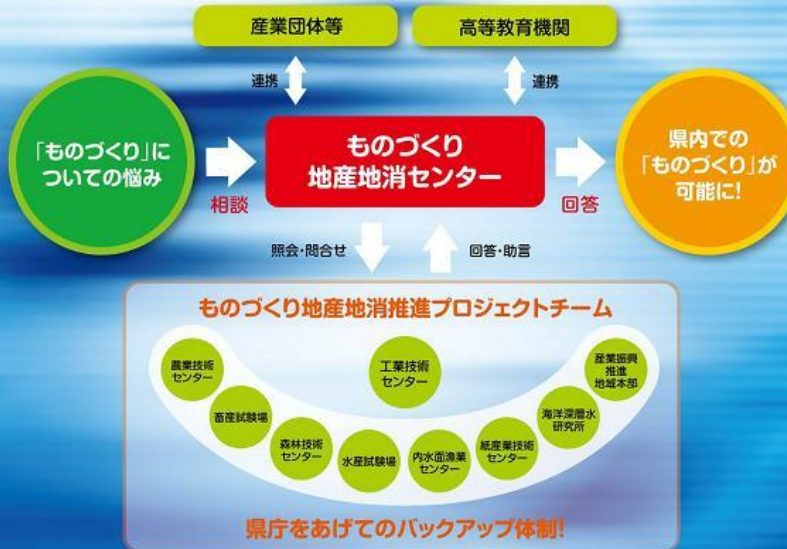 産業団体等
高等教育機関
連携
連携
「ものづくり」に
ついての悩み
相談
ものづくり
地産地消センター
回答
県内での
「ものづくり」が
可能に!
照会・問合せ
回答・助言
ものづくり地産地消推進プロジェクトチーム
農業技術
センター
畜産試験場
森林技術
センター
水産試験場
工業技術
センター
内水面漁業
センター
紙産業技術
センター
海洋深層水
研究所
産業振興
推進
地域本部
県庁をあげてのバックアップ体制!